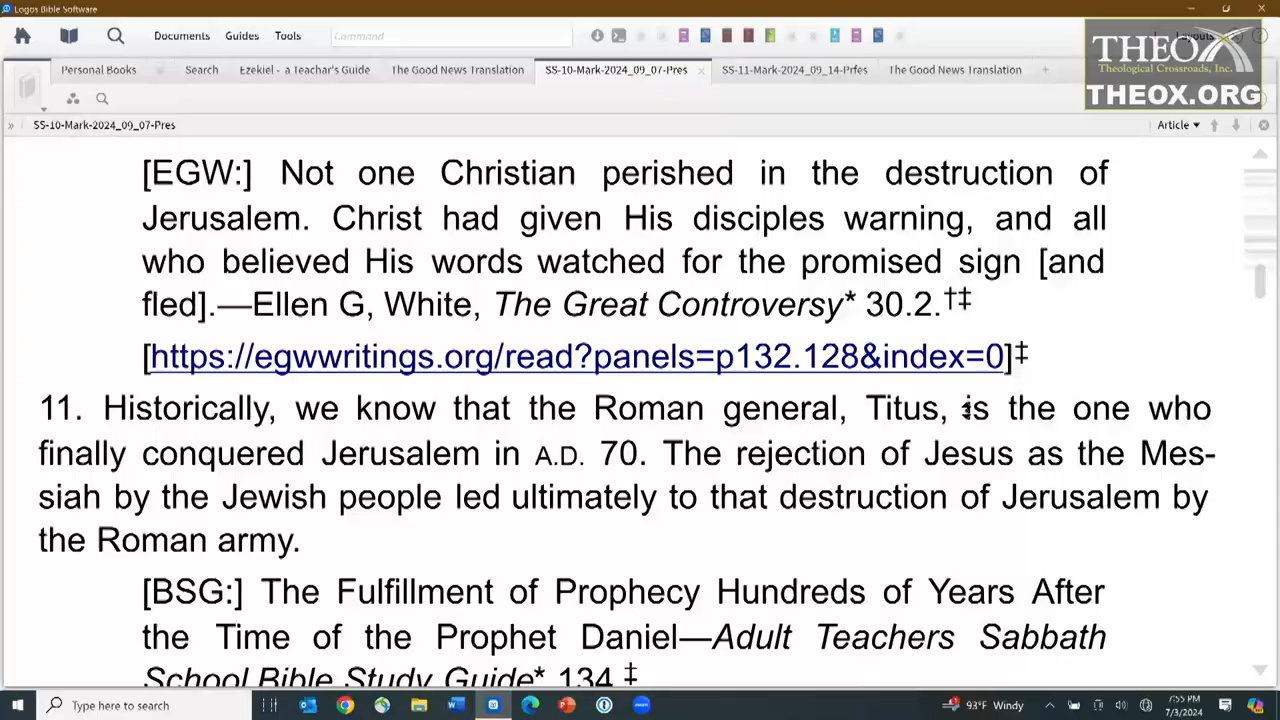 Logos Bible Software
Documents Guides Tools Command
Layouts
THEOX
Theological Crossroads, Inc.
THEOX.ORG
Personal Books Search Ezekiel - a Teacher's Guide SS-10-Mark-2024_09_07-Pres SS-11-Mark-2024_09_14-Prfes The Good News Translation
SS-10-Mark-2024_09_07-Pres Article
[EGW:] Not one Christian perished in the destruction of
Jerusalem. Christ had given His disciples warning, and all
who believed His words watched for the promised sign [and
fled].—Ellen G, White, The Great Controversy* 30.2.†‡
[https://egwwritings.org/read?panels=p132.128&index=0]‡
11. Historically, we know that the Roman general, Titus, is the one who
finally conquered Jerusalem in A.D. 70. The rejection of Jesus as the Mes-
siah by the Jewish people led ultimately to that destruction of Jerusalem by
the Roman army.
[BSG:] The Fulfillment of Prophecy Hundreds of Years After
the Time of the Prophet Daniel—Adult Teachers Sabbath
School Bible Study Guide* 134.‡
Type here to search
93°F Windy
7:55 PM
7/3/2024